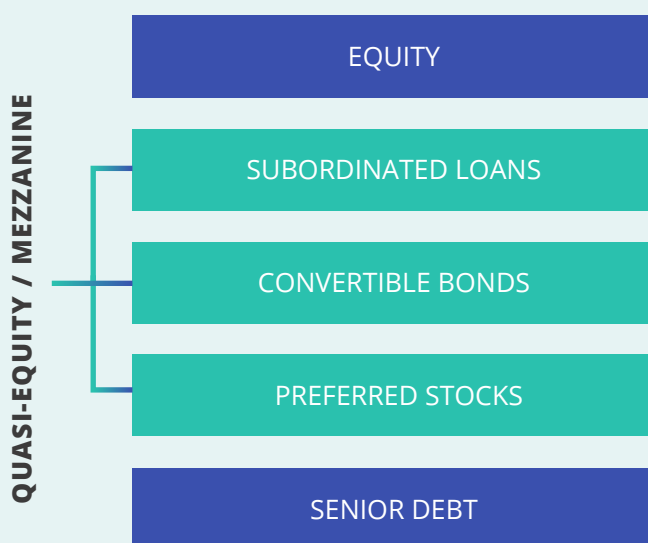 QUASI-EQUITY / MEZZANINE
EQUITY
SUBORDINATED LOANS
CONVERTIBLE BONDS
PREFERRED STOCKS
SENIOR DEBT